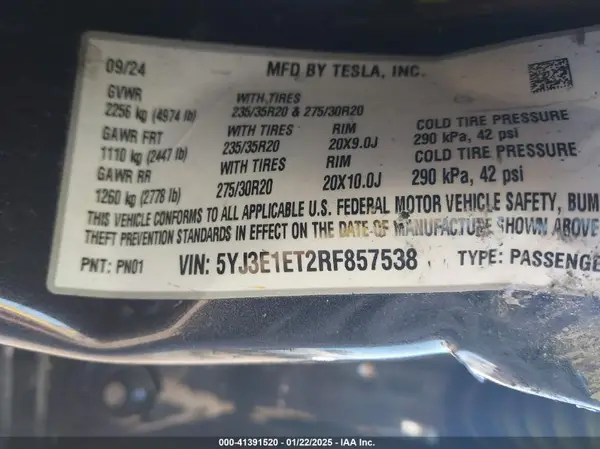 09/24 MFD BY TESLA, INC.
GVWR WITH TIRES
2256 kg (4974 lb) 235/35R20 & 275/30R20 COLD TIRE PRESSURE
GAWR FRT WITH TIRES RIM 290 kPa, 42 psi
1110 kg (2447 lb) 235/35R20 20X9.0J COLD TIRE PRESSURE
GAWR RR WITH TIRES RIM 290 kPa, 42 psi
1260 kg (2778 lb) 275/30R20 20X10.0J
THIS VEHICLE CONFORMS TO ALL APPLICABLE U.S. FEDERAL MOTOR VEHICLE SAFETY, BUM
THEFT PREVENTION STANDARDS IN EFFECT ON THE DATE OF MANUFACTURE SHOWN ABOVE
PNT: PN01 VIN: 5YJ3E1ET2RF857538 TYPE: PASSENGE
000-41391520 - 01/22/2025 - IAA Inc.